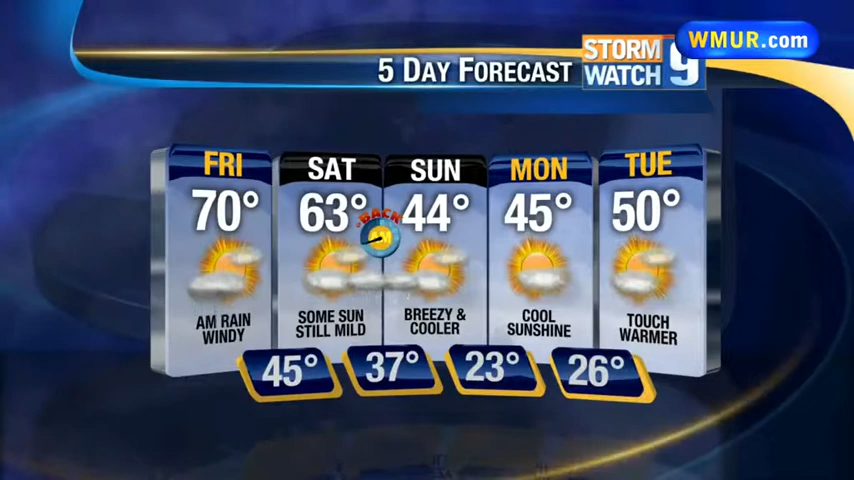 WMUR.com
5 DAY FORECAST
STORM
WATCH 9
FRI
SAT
SUN
MON
TUE
70°
63°
44°
45°
50°
BACK
AM RAIN
WINDY
SOME SUN
STILL MILD
BREEZY &
COOLER
COOL
SUNSHINE
TOUCH
WARMER
45°
37°
23°
26°